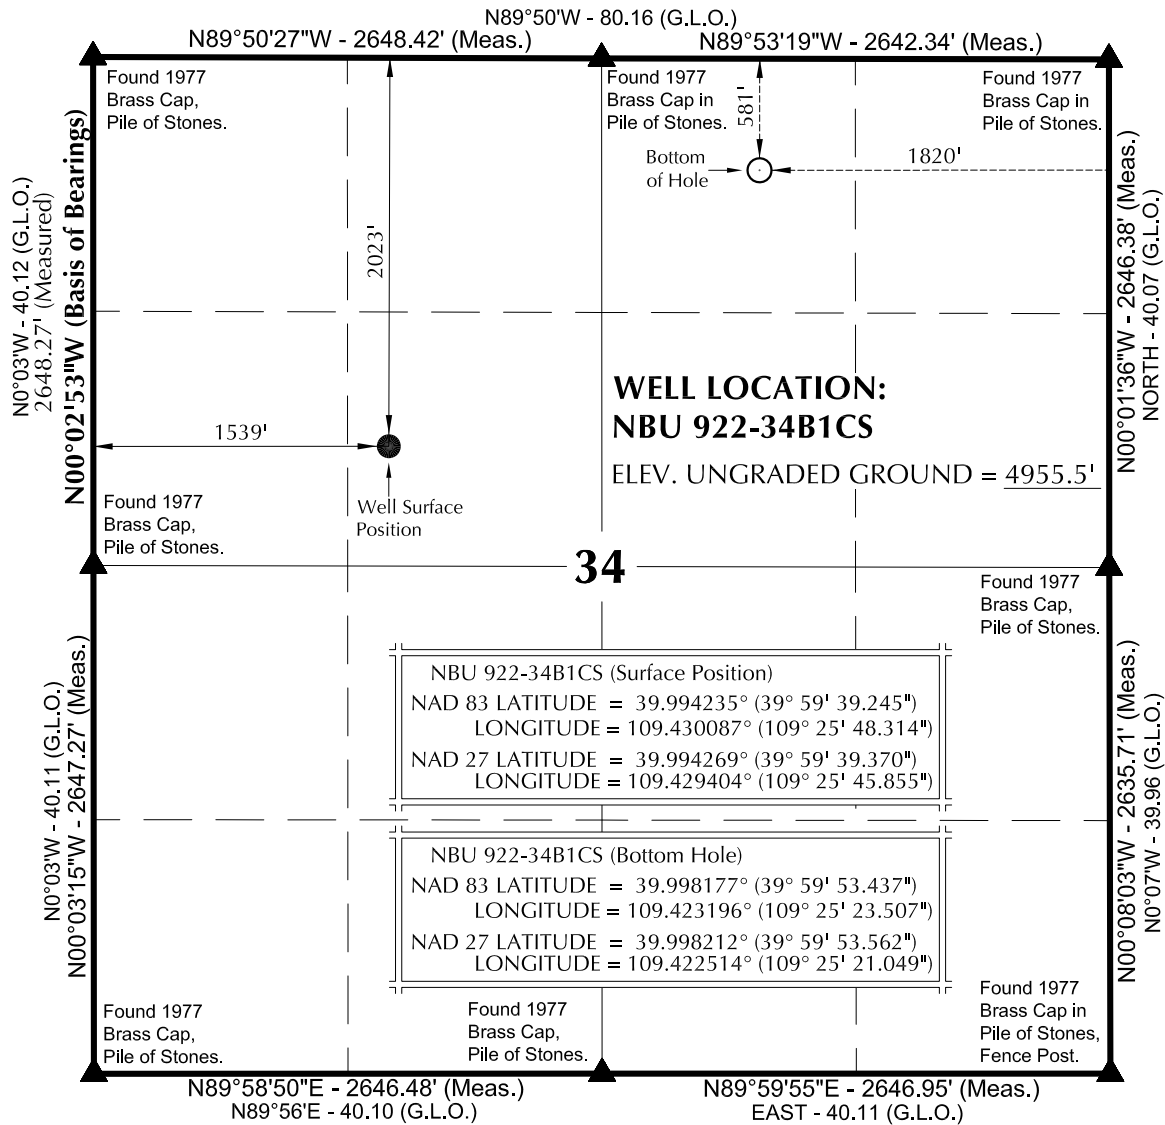 N89°50'W - 80.16 (G.L.O.)
N89°50'27"W - 2648.42' (Meas.)
N89°53'19"W - 2642.34' (Meas.)
Found 1977
Brass Cap,
Pile of Stones.
Found 1977
Brass Cap in
Pile of Stones.
Found 1977
Brass Cap in
Pile of Stones.
581'
Bottom
of Hole
1820'
2023'
N0°03'W - 40.12 (G.L.O.)
2648.27' (Measured)
N00°02'53"W (Basis of Bearings)
N00°01'36"W - 2646.38' (Meas.)
NORTH - 40.07 (G.L.O.)
WELL LOCATION:
NBU 922-34B1CS
ELEV. UNGRADED GROUND = 4955.5'
1539'
Well Surface
Position
Found 1977
Brass Cap,
Pile of Stones.
34
Found 1977
Brass Cap,
Pile of Stones.
N0°03'W - 40.11 (G.L.O.)
N00°03'15"W - 2647.27' (Meas.)
N00°08'03"W - 2635.71' (Meas.)
N0°07'W - 39.96 (G.L.O.)
NBU 922-34B1CS (Surface Position)
NAD 83 LATITUDE = 39.994235° (39° 59' 39.245")
LONGITUDE = 109.430087° (109° 25' 48.314")
NAD 27 LATITUDE = 39.994269° (39° 59' 39.370")
LONGITUDE = 109.429404° (109° 25' 45.855")
NBU 922-34B1CS (Bottom Hole)
NAD 83 LATITUDE = 39.998177° (39° 59' 53.437")
LONGITUDE = 109.423196° (109° 25' 23.507")
NAD 27 LATITUDE = 39.998212° (39° 59' 53.562")
LONGITUDE = 109.422514° (109° 25' 21.049")
Found 1977
Brass Cap,
Pile of Stones.
Found 1977
Brass Cap,
Pile of Stones.
Found 1977
Brass Cap in
Pile of Stones,
Fence Post.
N89°58'50"E - 2646.48' (Meas.)
N89°56'E - 40.10 (G.L.O.)
N89°59'55"E - 2646.95' (Meas.)
EAST - 40.11 (G.L.O.)